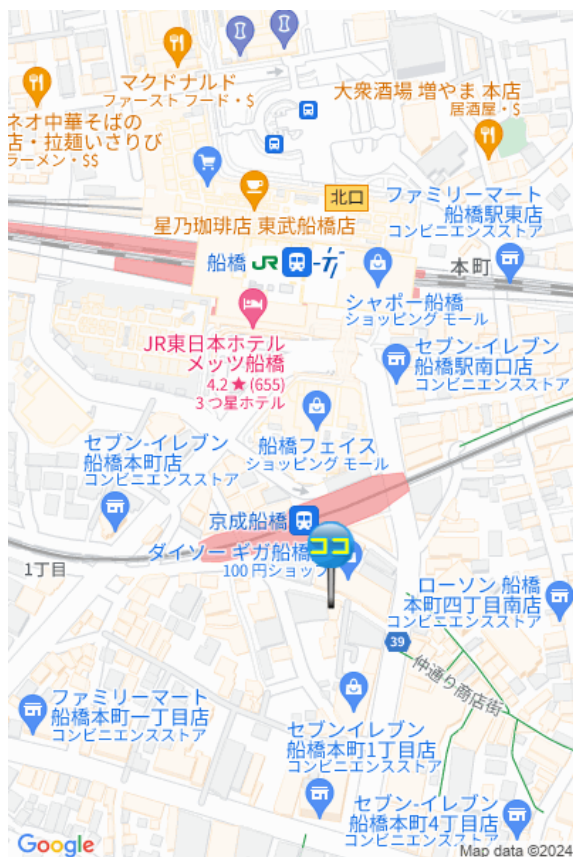 マクドナルド
ファースト フード・$
大衆酒場 増やま 本店
居酒屋・$
ネオ中華そばの
店・拉麺いさりび
ラーメン・$$
北口
星乃珈琲店 東武船橋店
ファミリーマート
船橋駅東店
コンビニエンスストア
船橋 JR
本町
シャポー船橋
ショッピング モール
JR東日本ホテル
メッツ船橋
4.2★(655)
3 つ星ホテル
セブン-イレブン
船橋駅南口店
コンビニエンスストア
船橋フェイス
ショッピング モール
セブン-イレブン
船橋本町店
コンビニエンスストア
京成船橋
ココ
ダイソー ギガ船橋
100 円ショップ
1丁目
ローソン 船橋
本町四丁目南店
コンビニエンスストア
39
仲通り商店街
ファミリーマート
船橋本町一丁目店
コンビニエンスストア
セブンイレブン
船橋本町1丁目店
コンビニエンスストア
セブン-イレブン
船橋本町4丁目店
コンビニエンスストア
Google
Map data ©2024